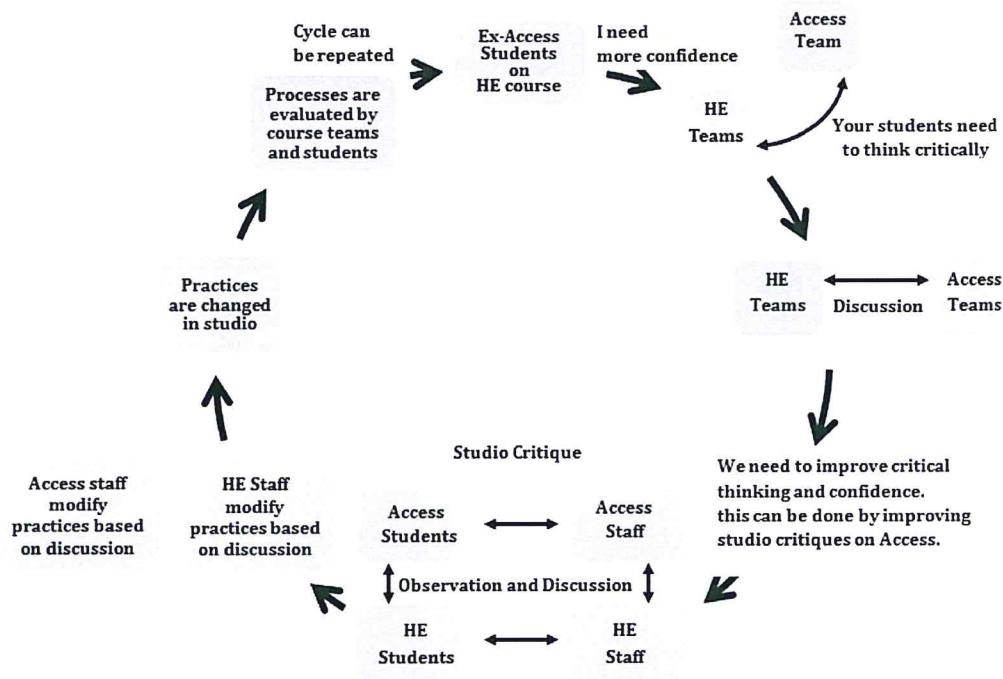 Cycle can
be repeated
Ex-Access
Students
on
HE course
I need
more confidence
Access
Team
HE
Teams
Your students need
to think critically
HE
Teams
Discussion
Access
Teams
We need to improve critical
thinking and confidence.
this can be done by improving
studio critiques on Access.
Studio Critique
Access
Students
Access
Staff
Observation and Discussion
HE
Students
HE
Staff
HE Staff
modify
practices based
on discussion
Access staff
modify
practices based
on discussion
Practices
are changed
in studio
Processes are
evaluated by
course teams
and students